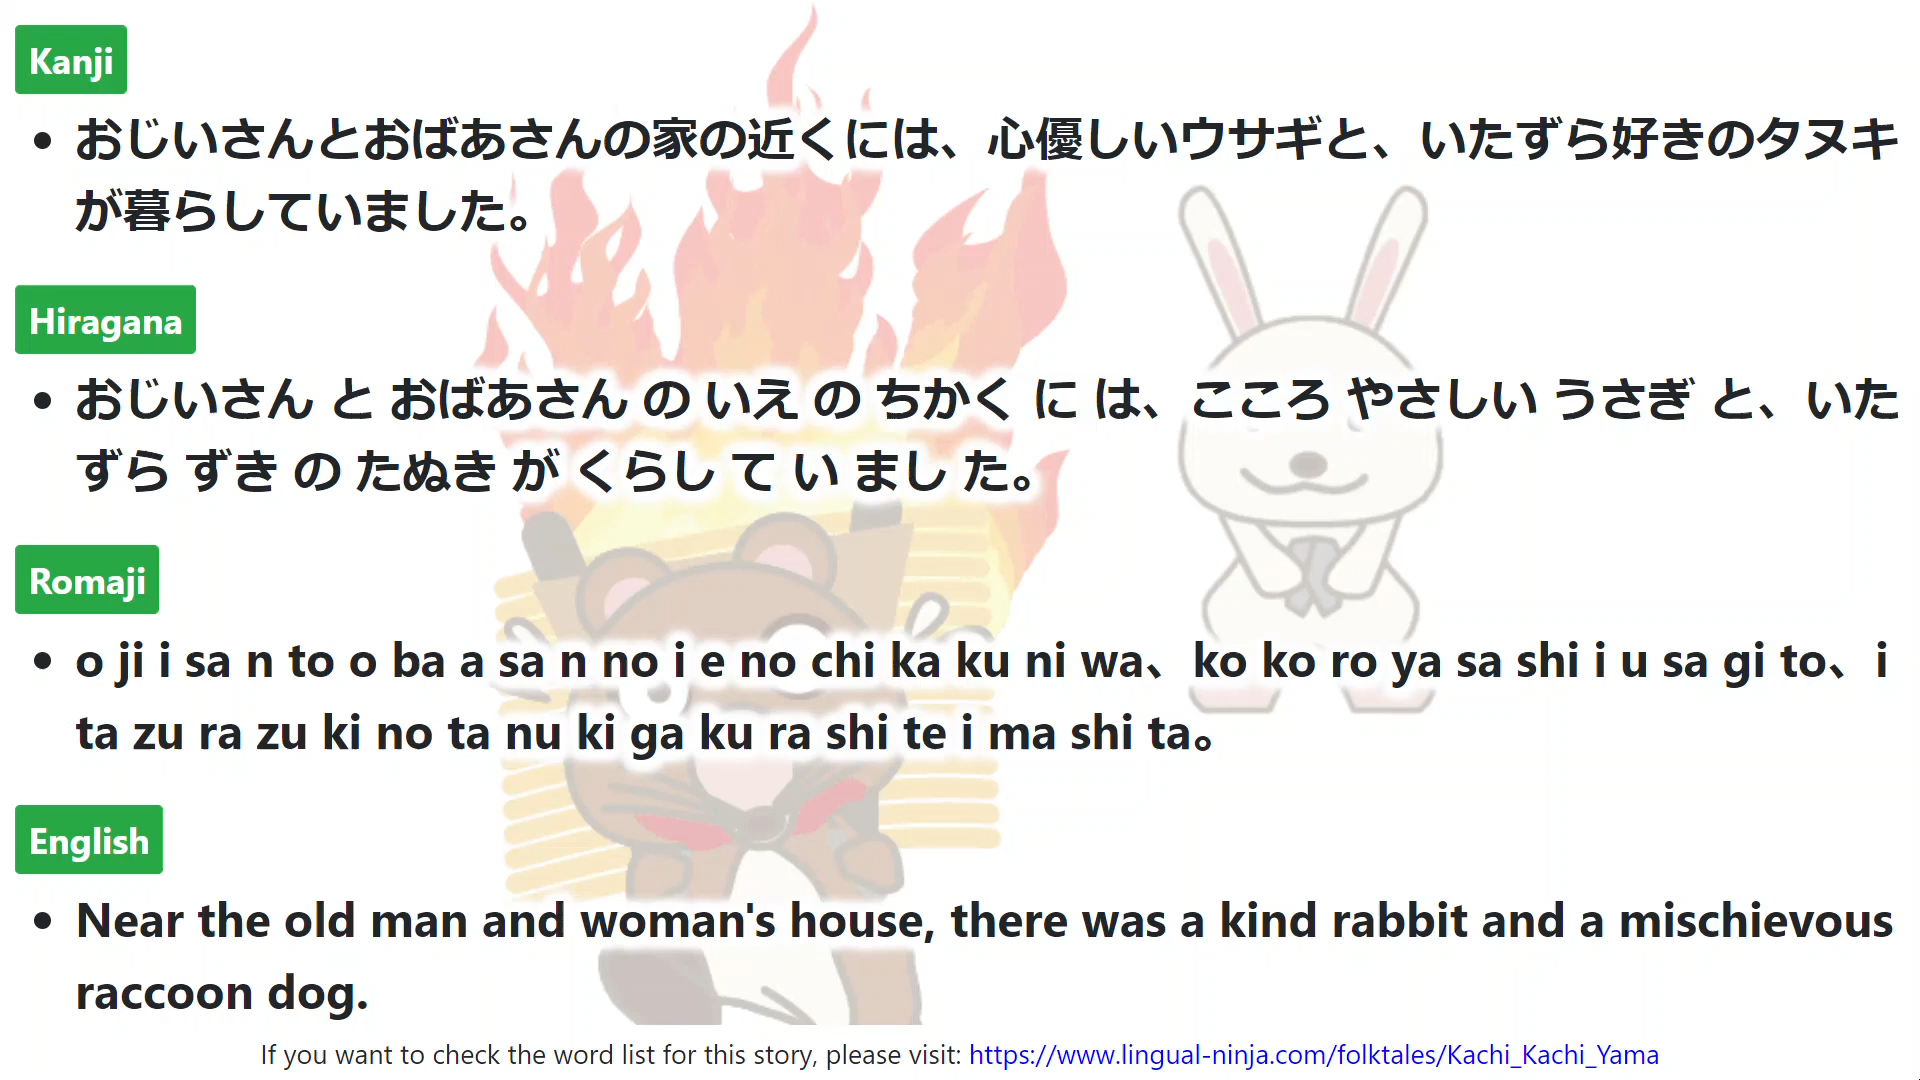 Kanji
• おじいさんとおばあさんの家の近くには、心優しいウサギと、いたずら好きのタヌキ
が暮らしていました。
Hiragana
• おじいさん と おばあさん の いえ の ちかく に は、こころ やさしい うさぎ と、いた
ずら ずき の たぬき が くらし て い まし た。
Romaji
• o ji i sa n to o ba a sa n no i e no chi ka ku ni wa、ko ko ro ya sa shi i u sa gi to、i
ta zu ra zu ki no ta nu ki ga ku ra shi te i ma shi ta。
English
• Near the old man and woman's house, there was a kind rabbit and a mischievous
raccoon dog.
If you want to check the word list for this story, please visit: https://www.lingual-ninja.com/folktales/Kachi_Kachi_Yama